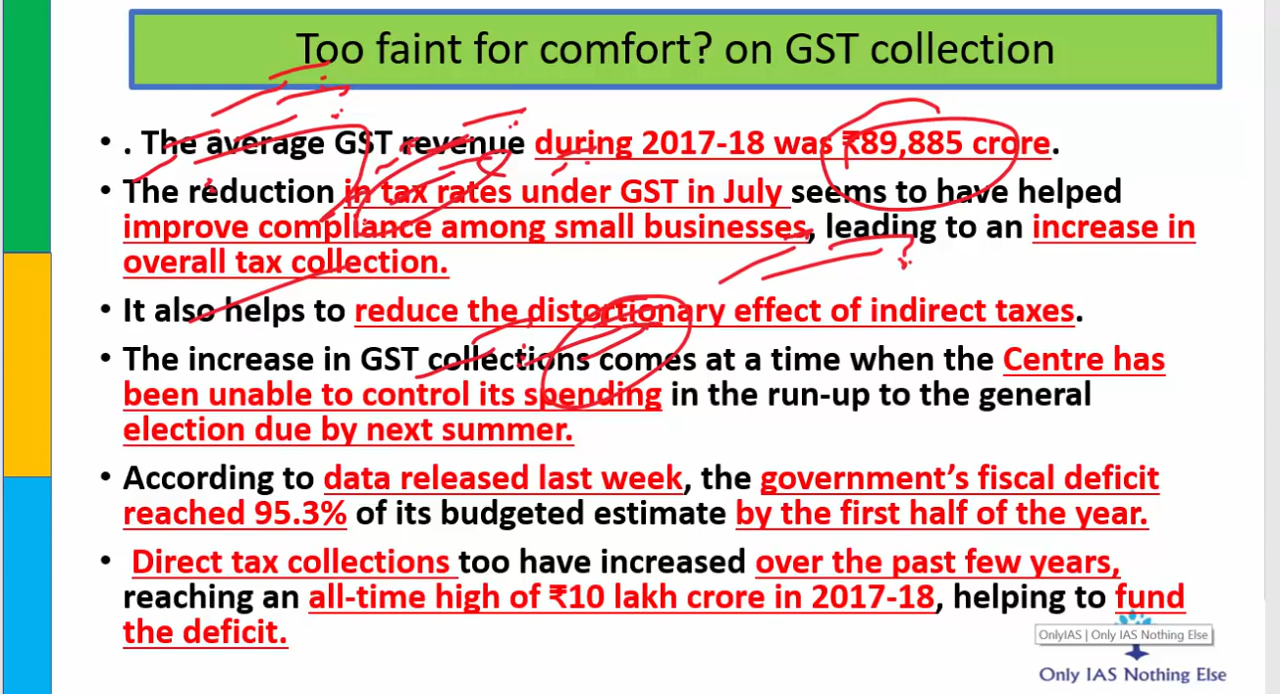 Too faint for comfort? on GST collection
• . The average GST revenue during 2017-18 was ₹89,885 crore.
• The reduction in tax rates under GST in July seems to have helped
improve compliance among small businesses, leading to an increase in
overall tax collection.
• It also helps to reduce the distortionary effect of indirect taxes.
• The increase in GST collections comes at a time when the Centre has
been unable to control its spending in the run-up to the general
election due by next summer.
• According to data released last week, the government's fiscal deficit
reached 95.3% of its budgeted estimate by the first half of the year.
• Direct tax collections too have increased over the past few years,
reaching an all-time high of ₹10 lakh crore in 2017-18, helping to fund
the deficit.
OnlyIAS | Only IAS Nothing Else
Only IAS Nothing Else